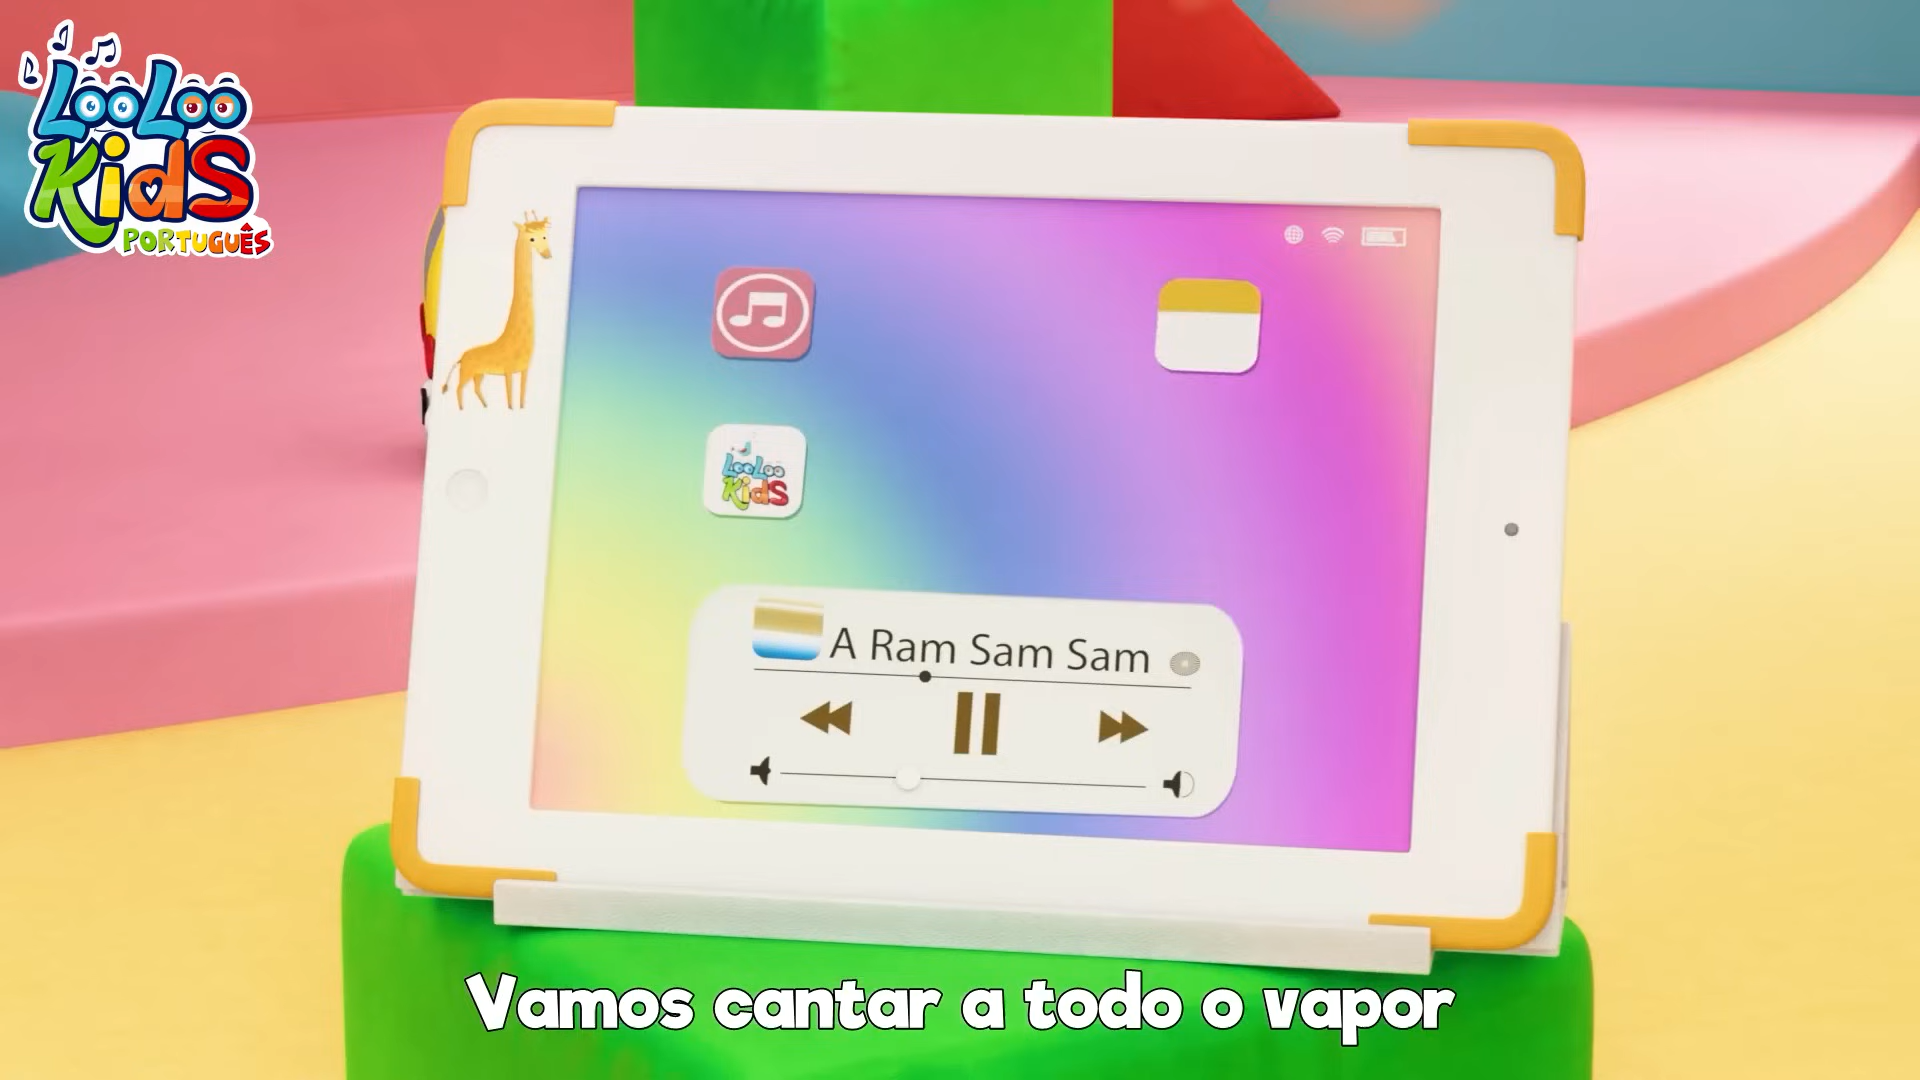 LooLoo
Kids
PORTUGUÊS
LooLoo
Kids
A Ram Sam Sam
Vamos cantar a todo o vapor